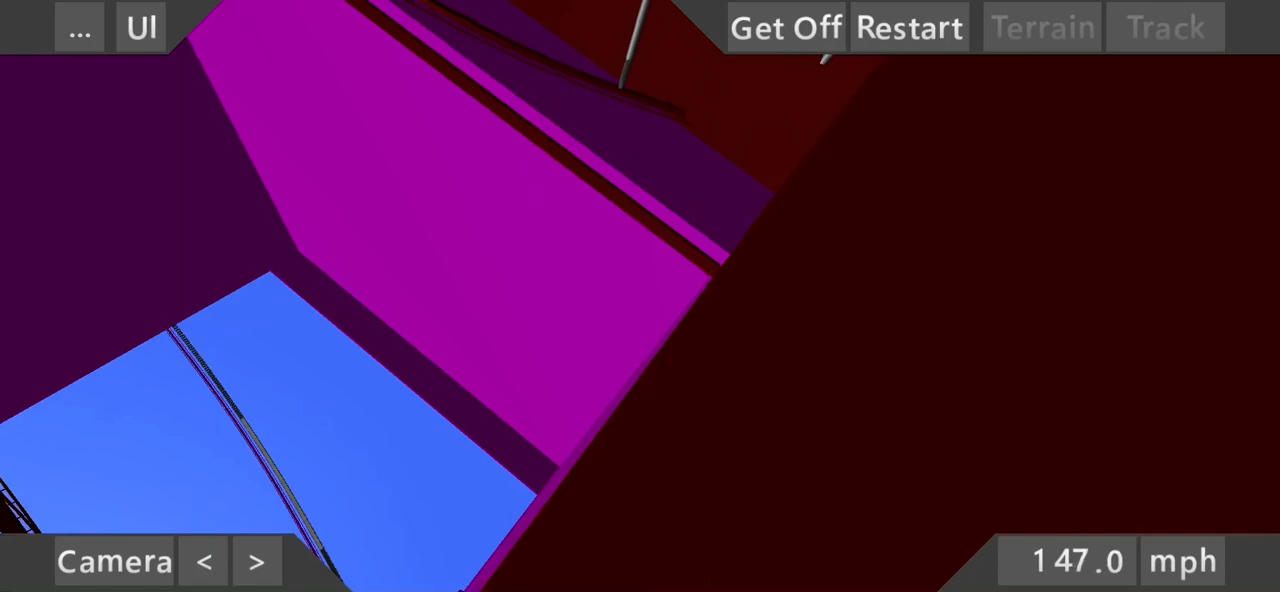 ... UI Get Off Restart Terrain Track
Camera < > 147.0 mph